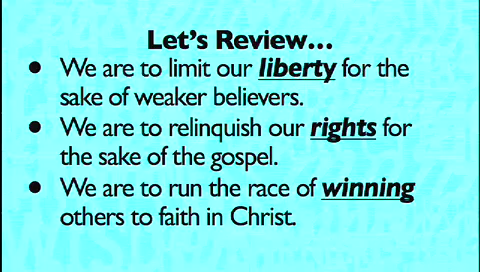 Let's Review...
• We are to limit our liberty for the
sake of weaker believers.
• We are to relinquish our rights for
the sake of the gospel.
• We are to run the race of winning
others to faith in Christ.